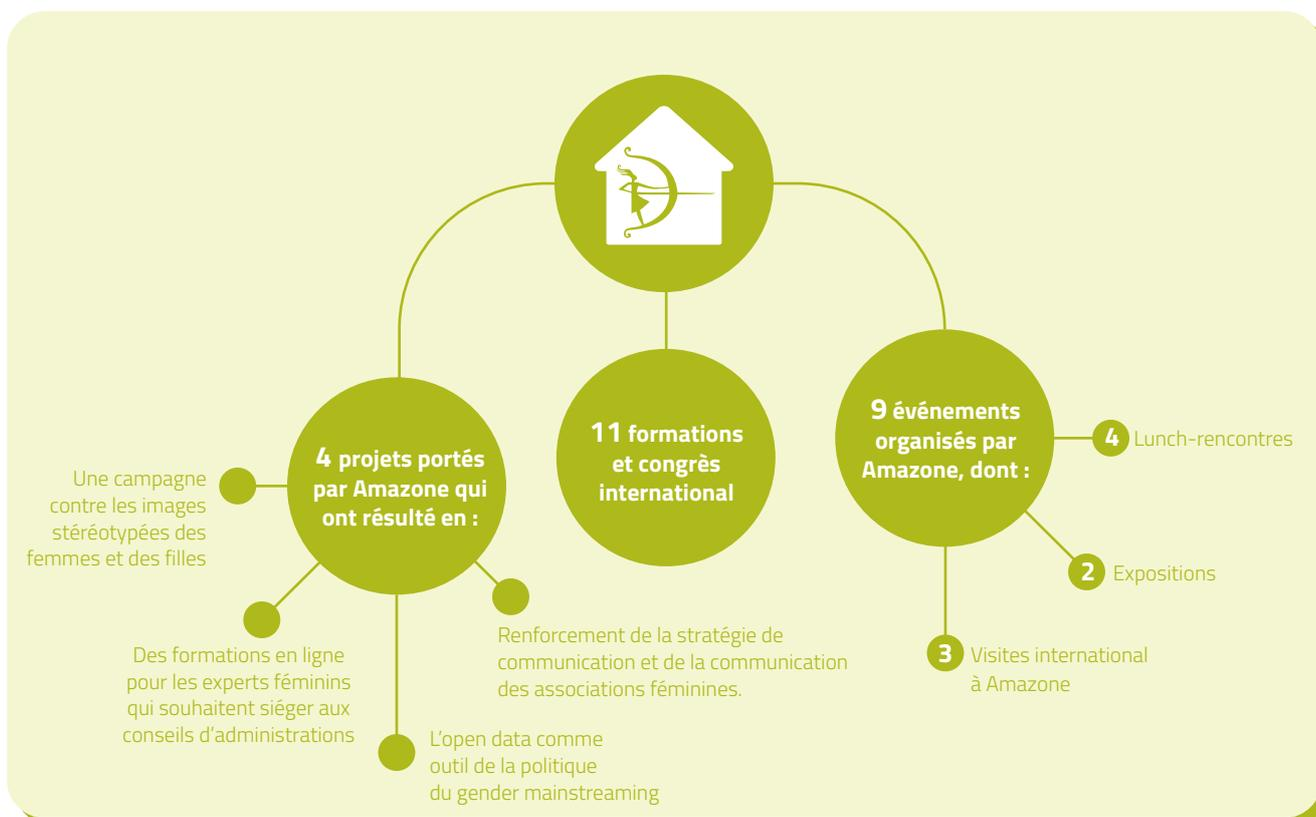 4 projets portés
par Amazone qui
ont résulté en :
Une campagne
contre les images
stéréotypées des
femmes et des filles
Des formations en ligne
pour les experts féminins
qui souhaitent siéger aux
conseils d'administrations
L'open data comme
outil de la politique
du gender mainstreaming
Renforcement de la stratégie de
communication et de la communication
des associations féminines.
11 formations
et congrès
international
9 événements
organisés par
Amazone, dont :
4 Lunch-rencontres
2 Expositions
3 Visites international
à Amazone